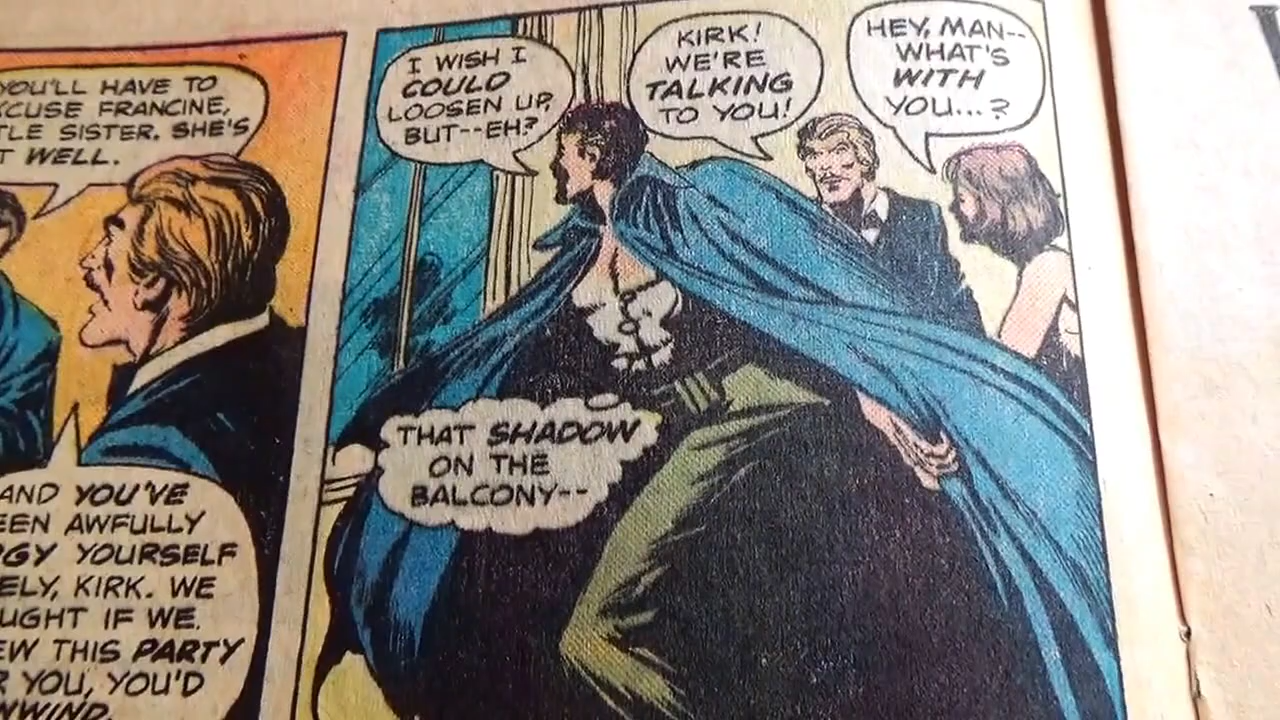 YOU'LL HAVE TO
FRANCINE,
SISTER. SHE'S
WELL.
AND YOU'VE
AWFULLY
YOURSELF
KIRK. WE
IF WE
THIS PARTY
YOU, YOU'D
I WISH I
COULD
LOOSEN UP,
BUT--EH?
KIRK!
WE'RE
TALKING
TO YOU!
HEY, MAN--
WHAT'S
WITH
YOU...?
THAT SHADOW
ON THE
BALCONY--